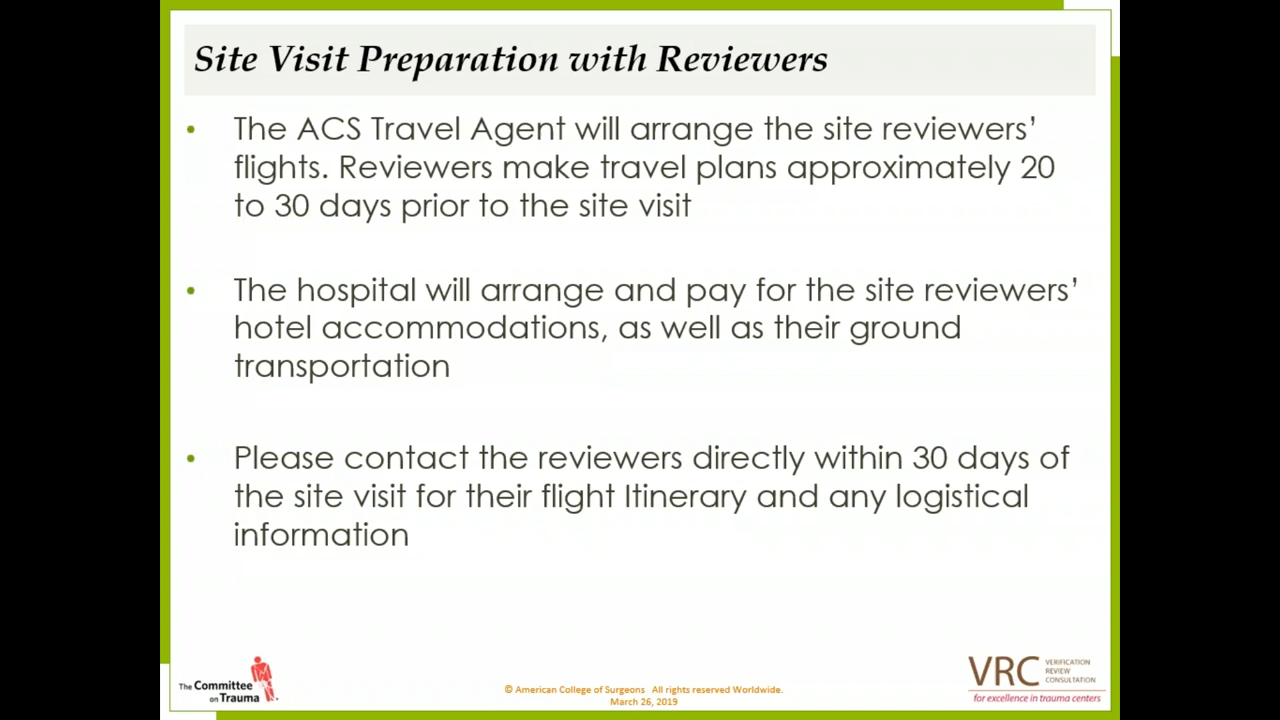 Site Visit Preparation with Reviewers
• The ACS Travel Agent will arrange the site reviewers’
flights. Reviewers make travel plans approximately 20
to 30 days prior to the site visit
• The hospital will arrange and pay for the site reviewers’
hotel accommodations, as well as their ground
transportation
• Please contact the reviewers directly within 30 days of
the site visit for their flight Itinerary and any logistical
information
The Committee
on Trauma
© American College of Surgeons All rights reserved Worldwide.
March 26, 2019
VRC
VERIFICATION
REVIEW
CONSULTATION
for excellence in trauma centers